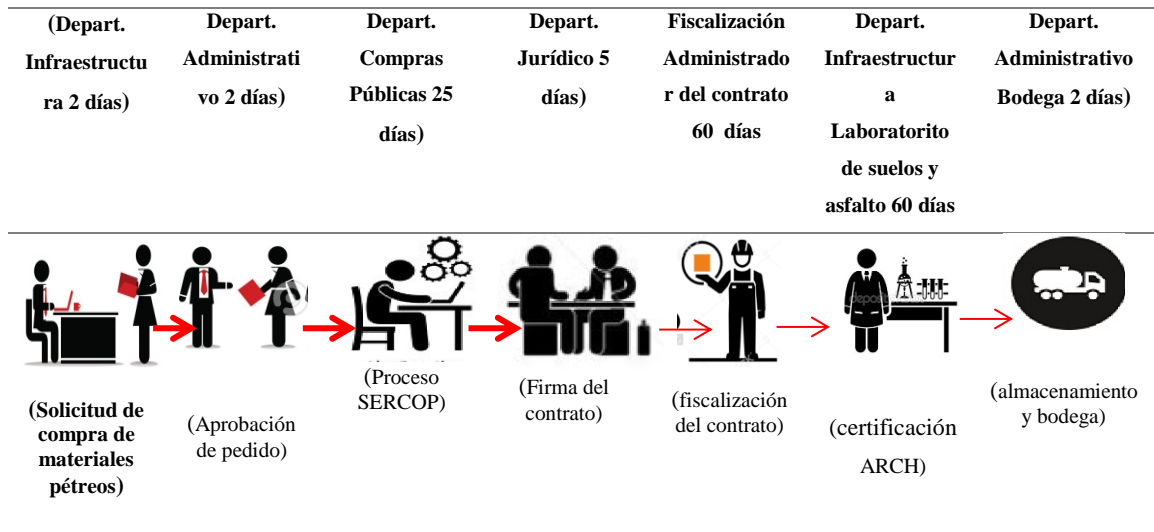 (Depart.
Infraestructu
ra 2 días)
Depart.
Administrati
vo 2 días)
Depart.
Compras
Públicas 25
días)
Depart.
Jurídico 5
días)
Fiscalización
Administrado
r del contrato
60 días
Depart.
Infraestructur
a
Laboratorito
de suelos y
asfalto 60 días
Depart.
Administrativo
Bodega 2 días)
(Solicitud de
compra de
materiales
pétreos)
(Aprobación
de pedido)
(Proceso
SERCOP)
(Firma del
contrato)
(fiscalización
del contrato)
(certificación
ARCH)
(almacenamiento
y bodega)